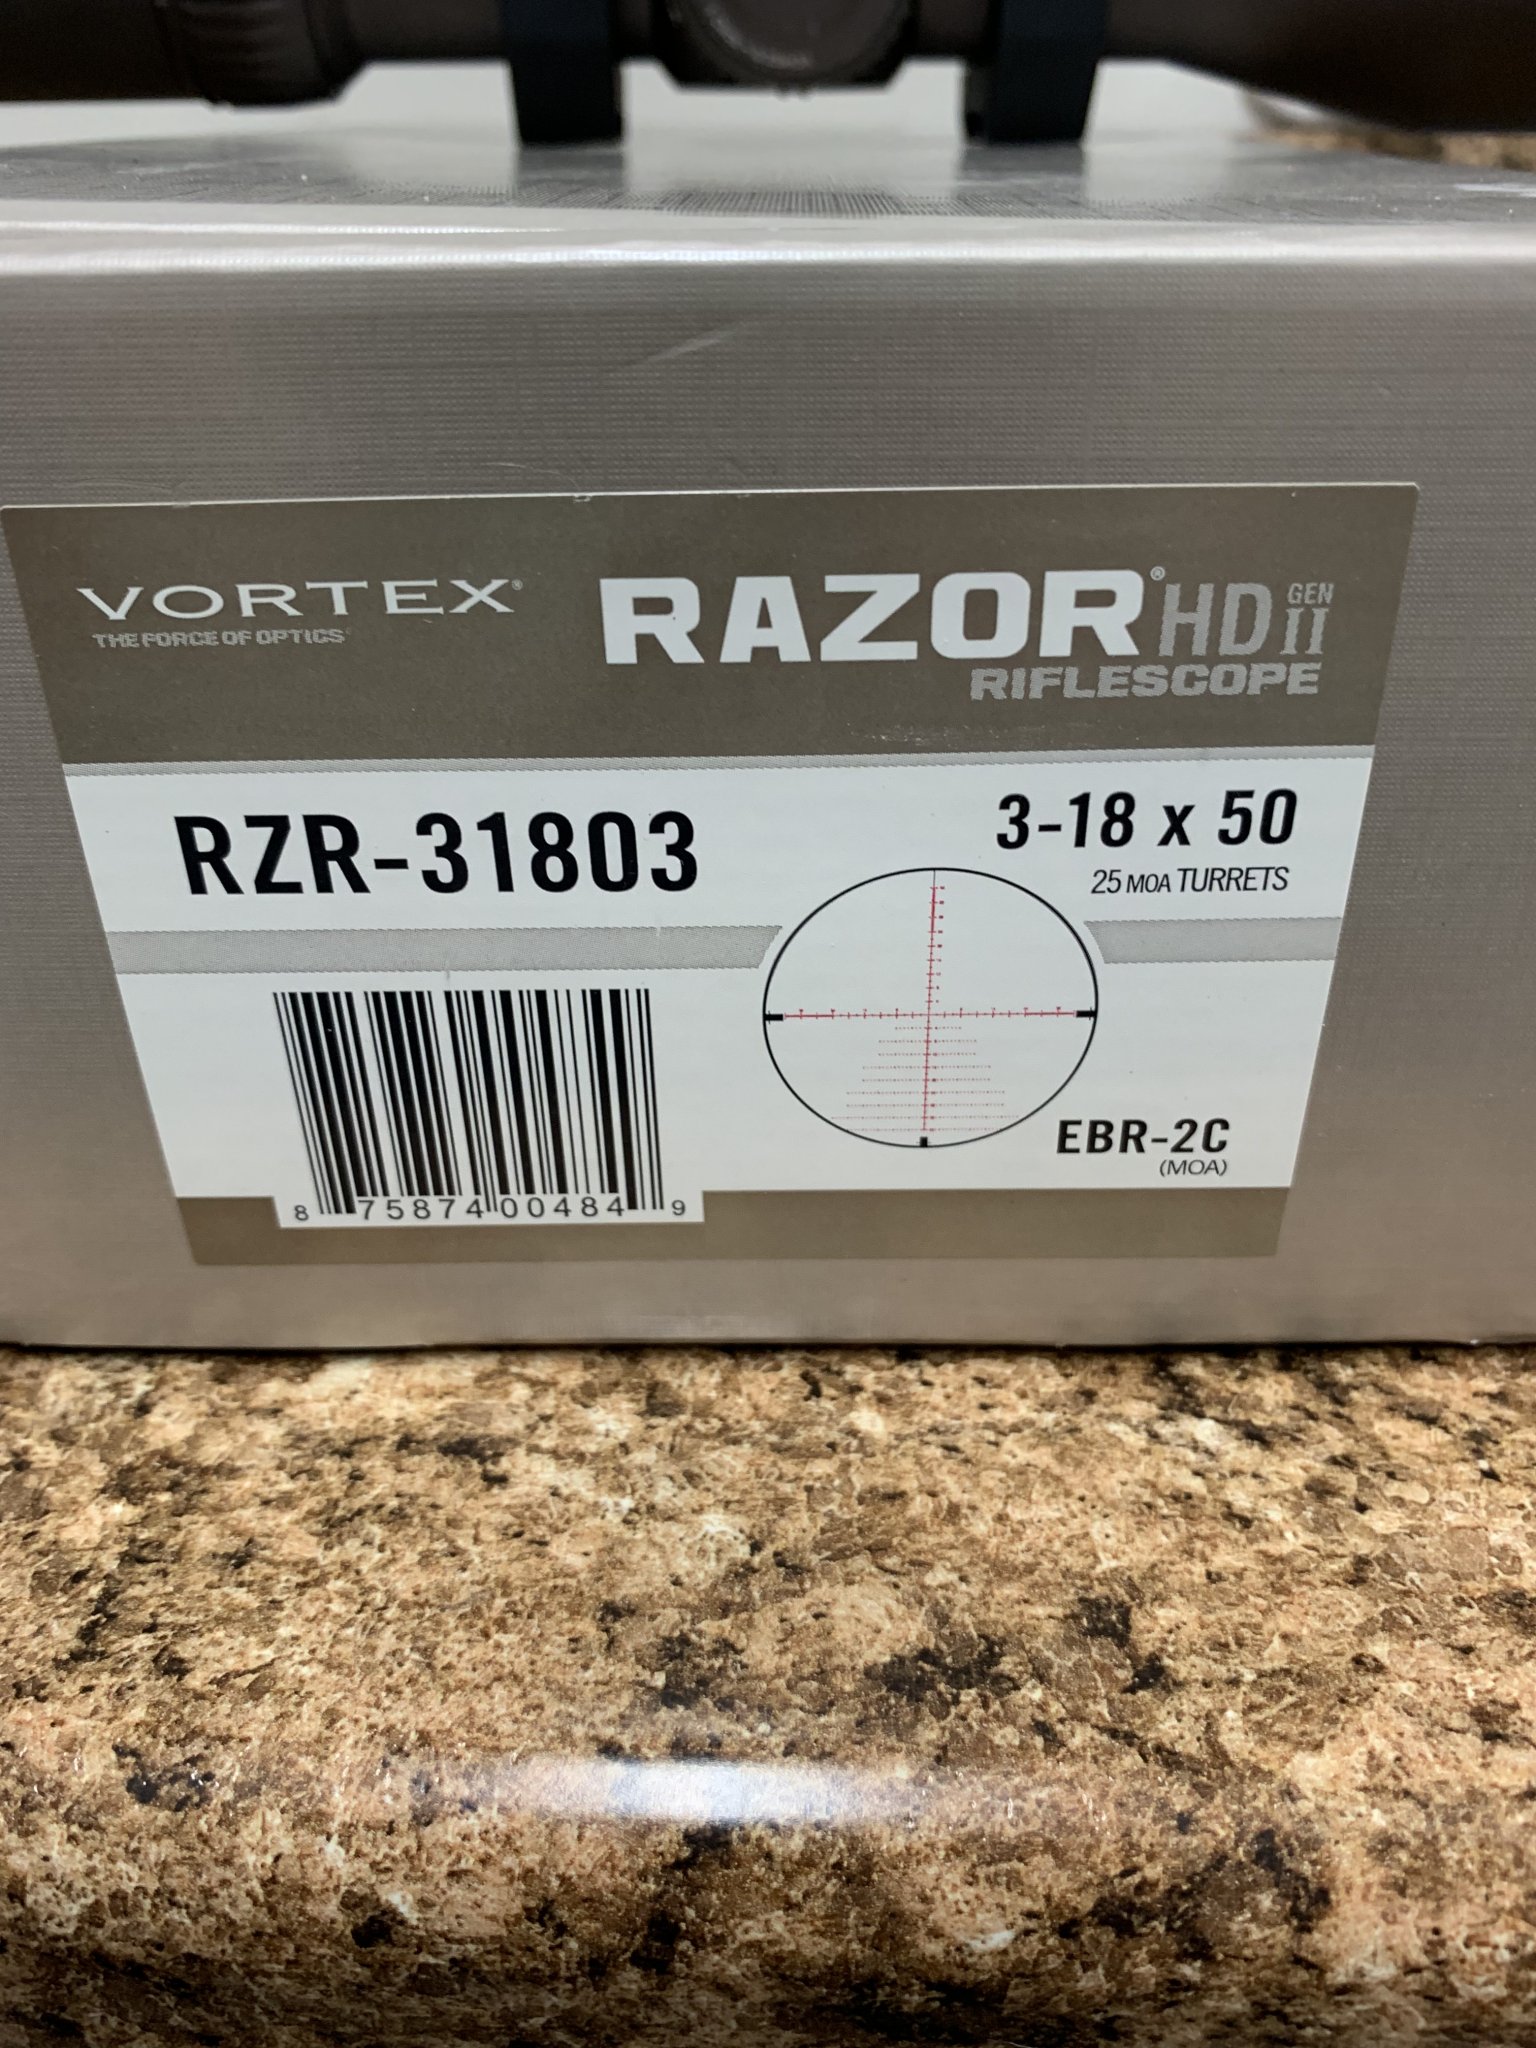 VORTEX®
THE FORCE OF OPTICS
RAZOR® HD GEN II
RIFLESCOPE
RZR-31803
3-18 x 50
25 MOA TURRETS
EBR-2C
(MOA)
8 75874 00484 9